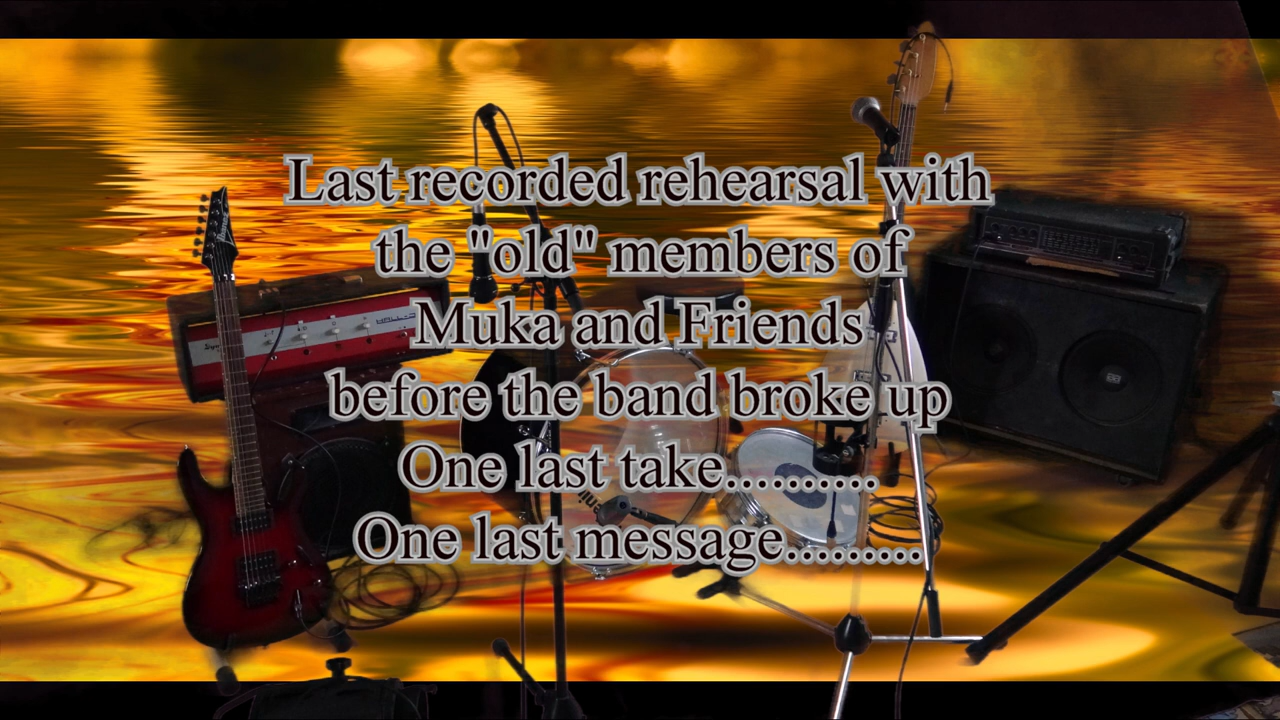 Last recorded rehearsal with
the "old" members of
Muka and Friends
before the band broke up
One last take..........
One last message.........